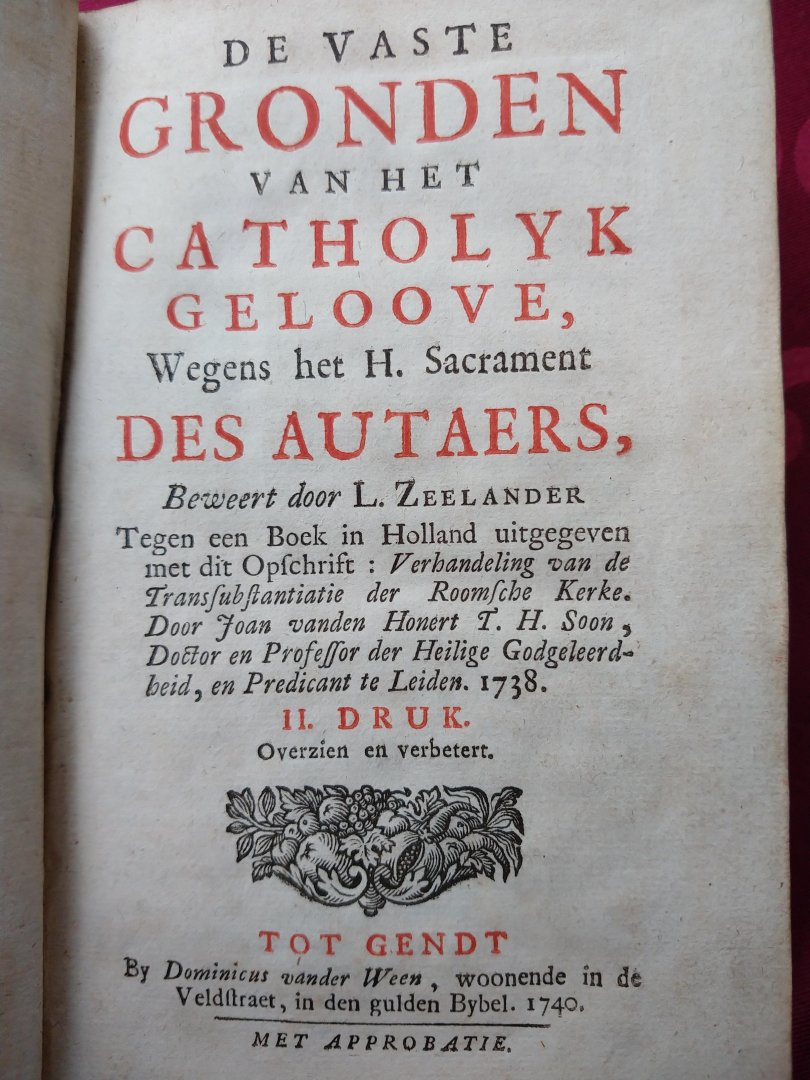 DE VASTE
GRONDEN
VAN HET
CATHOLYK
GELOOVE,
Wegens het H. Sacrament
DES AUTAERS,
Beweert door L. ZEELANDER
Tegen een Boek in Holland uitgegeven
met dit Opſchrift : Verhandeling van de
Transſubſtantiatie der Roomſche Kerke.
Door Joan vanden Honert T. H. Soon,
Doctor en Profeſſor der Heilige Godgeleerd-
heid, en Predicant te Leiden. 1738.
II. DRUK.
Overzien en verbetert.
TOT GENDT
By Dominicus vander Ween, woonende in de
Veldſtraet, in den gulden Bybel. 1740.
MET APPROBATIE.